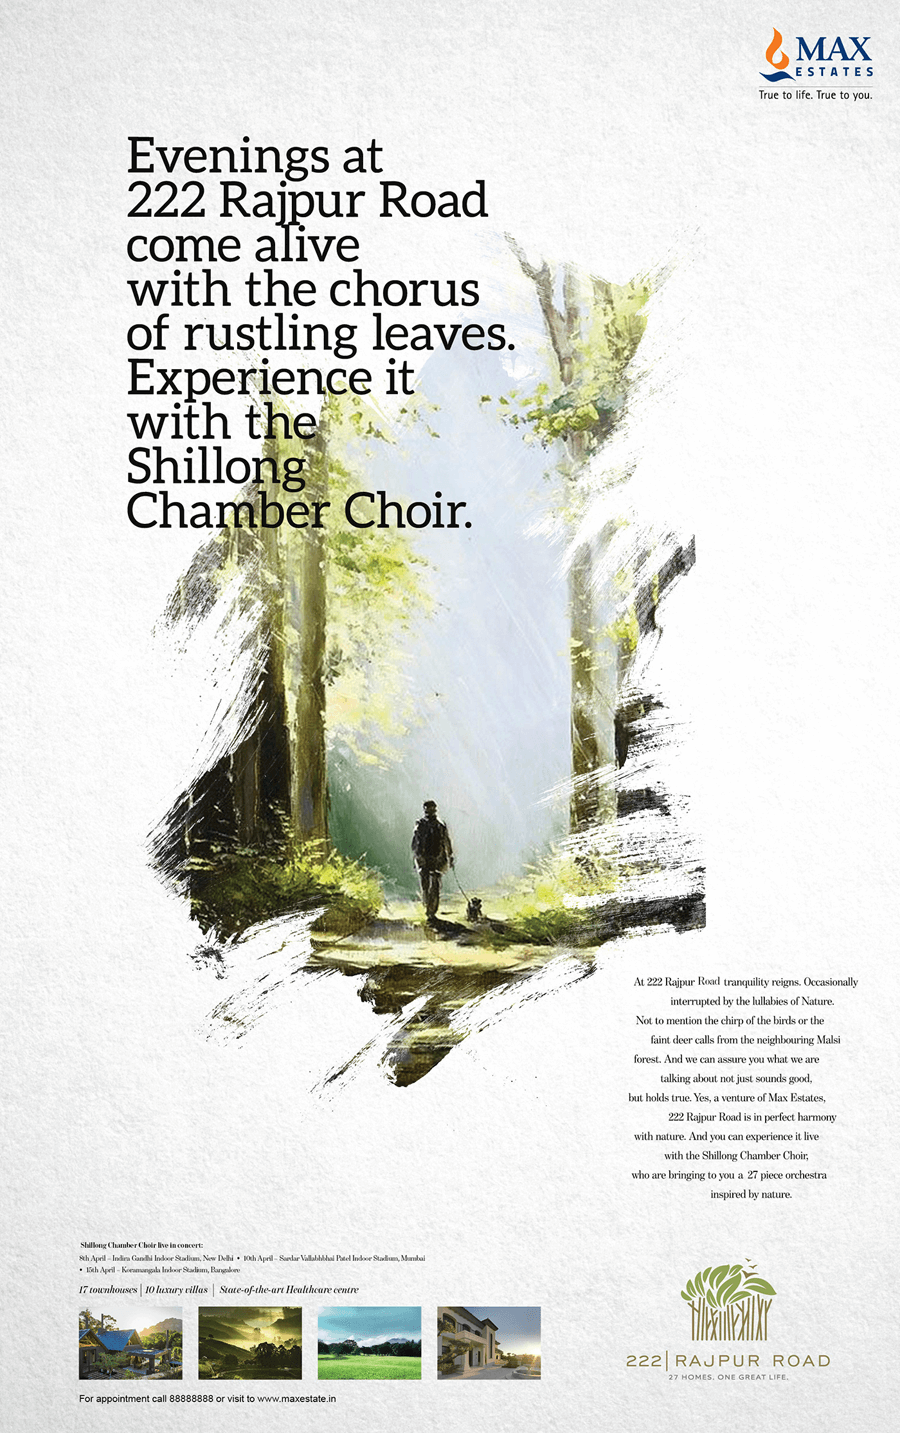 MAX
ESTATES
True to life. True to you.
Evenings at
222 Rajpur Road
come alive
with the chorus
of rustling leaves.
Experience it
with the
Shillong
Chamber Choir.
At 222 Rajpur Road tranquility reigns. Occasionally
interrupted by the lullabies of Nature.
Not to mention the chirp of the birds or the
faint deer calls from the neighbouring Malsi
forest. And we can assure you what we are
talking about not just sounds good,
but holds true. Yes, a venture of Max Estates,
222 Rajpur Road is in perfect harmony
with nature. And you can experience it live
with the Shillong Chamber Choir,
who are bringing to you a 27 piece orchestra
inspired by nature.
Shillong Chamber Choir live in concert:
8th April – Indira Gandhi Indoor Stadium, New Delhi • 10th April – Sardar Vallabhbhai Patel Indoor Stadium, Mumbai
• 15th April – Koramangala Indoor Stadium, Bangalore
17 townhouses | 10 luxury villas | State-of-the-art Healthcare centre
222 | RAJPUR ROAD
27 HOMES. ONE GREAT LIFE.
For appointment call 88888888 or visit to www.maxestate.in